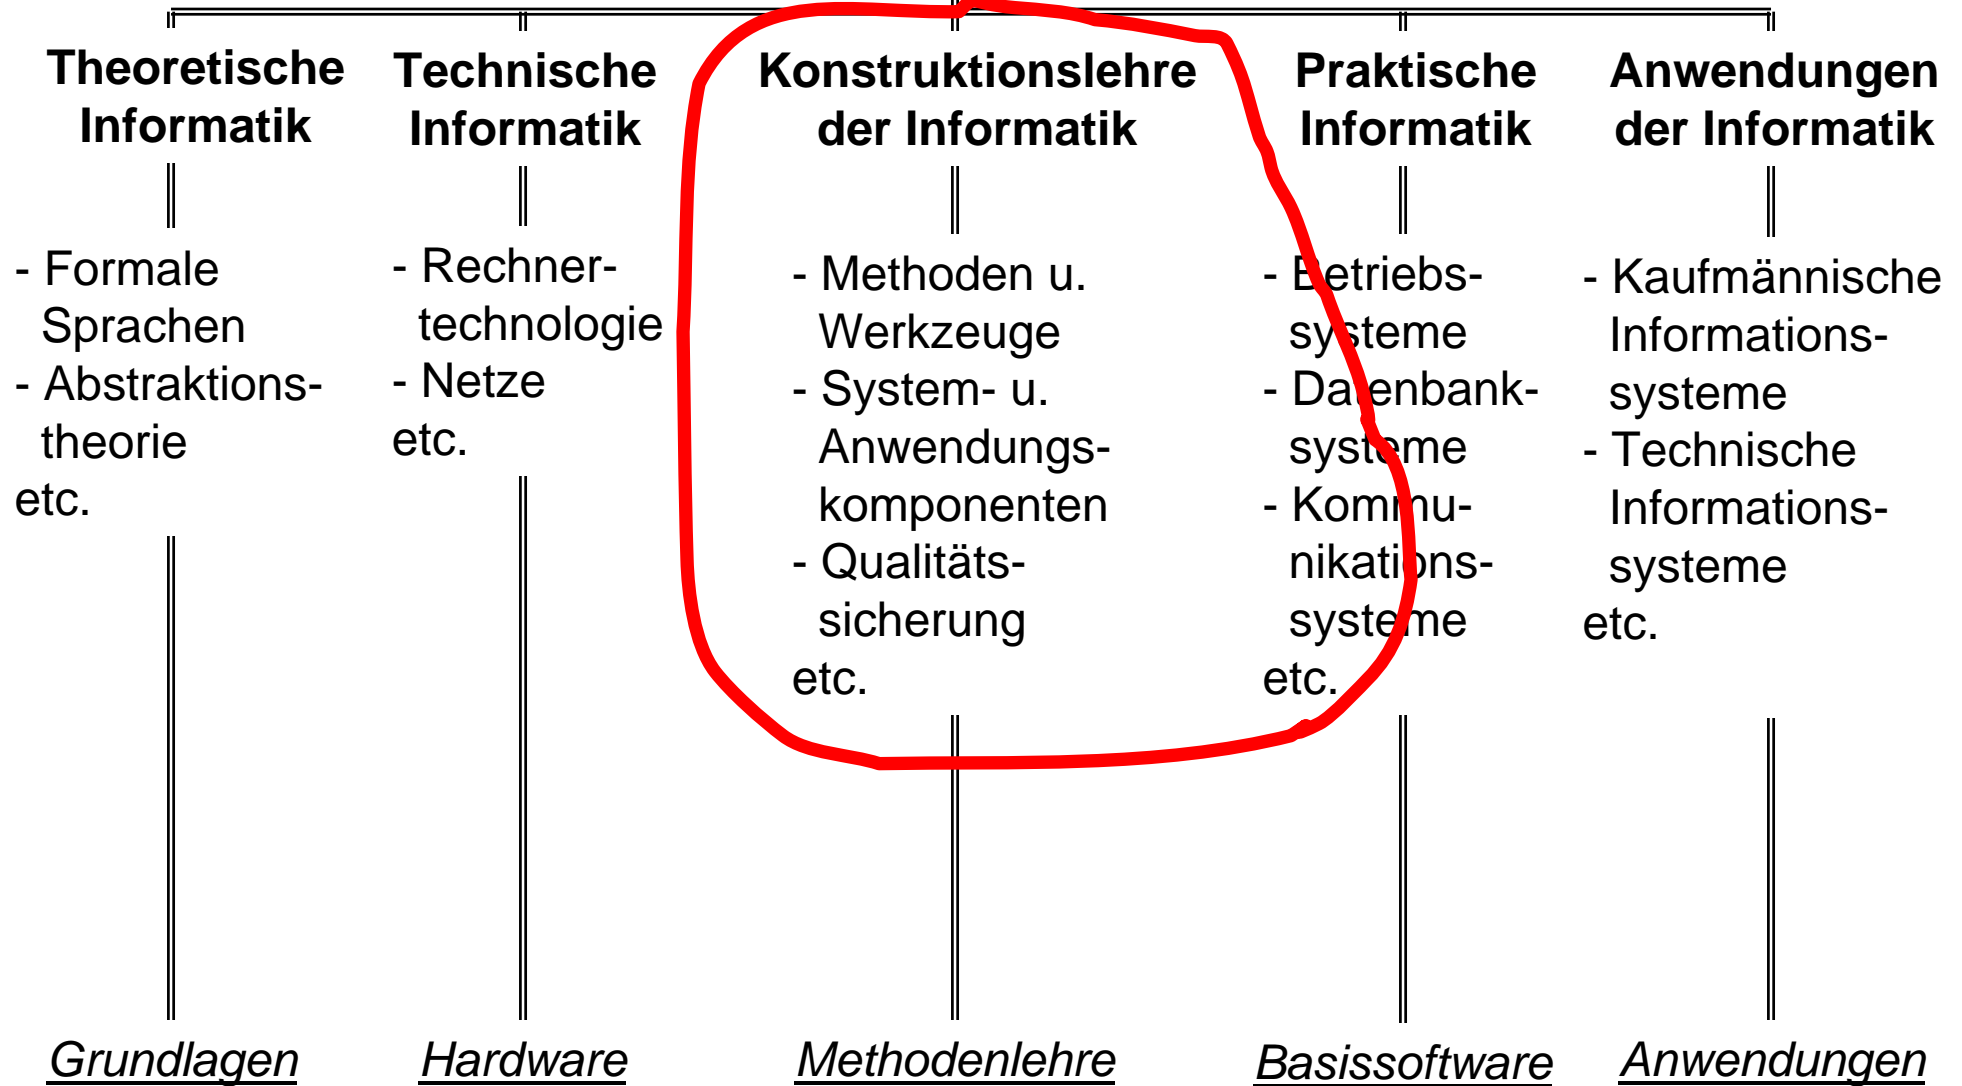 Theoretische
Informatik
- Formale
Sprachen
- Abstraktions-
theorie
etc.
Grundlagen
Technische
Informatik
- Rechner-
technologie
- Netze
etc.
Hardware
Konstruktionslehre
der Informatik
- Methoden u.
Werkzeuge
- System- u.
Anwendungs-
komponenten
- Qualitäts-
sicherung
etc.
Methodenlehre
Praktische
Informatik
- Betriebs-
systeme
- Datenbank-
systeme
- Kommu-
nikations-
systeme
etc.
Basissoftware
Anwendungen
der Informatik
- Kaufmännische
Informations-
systeme
- Technische
Informations-
systeme
etc.
Anwendungen